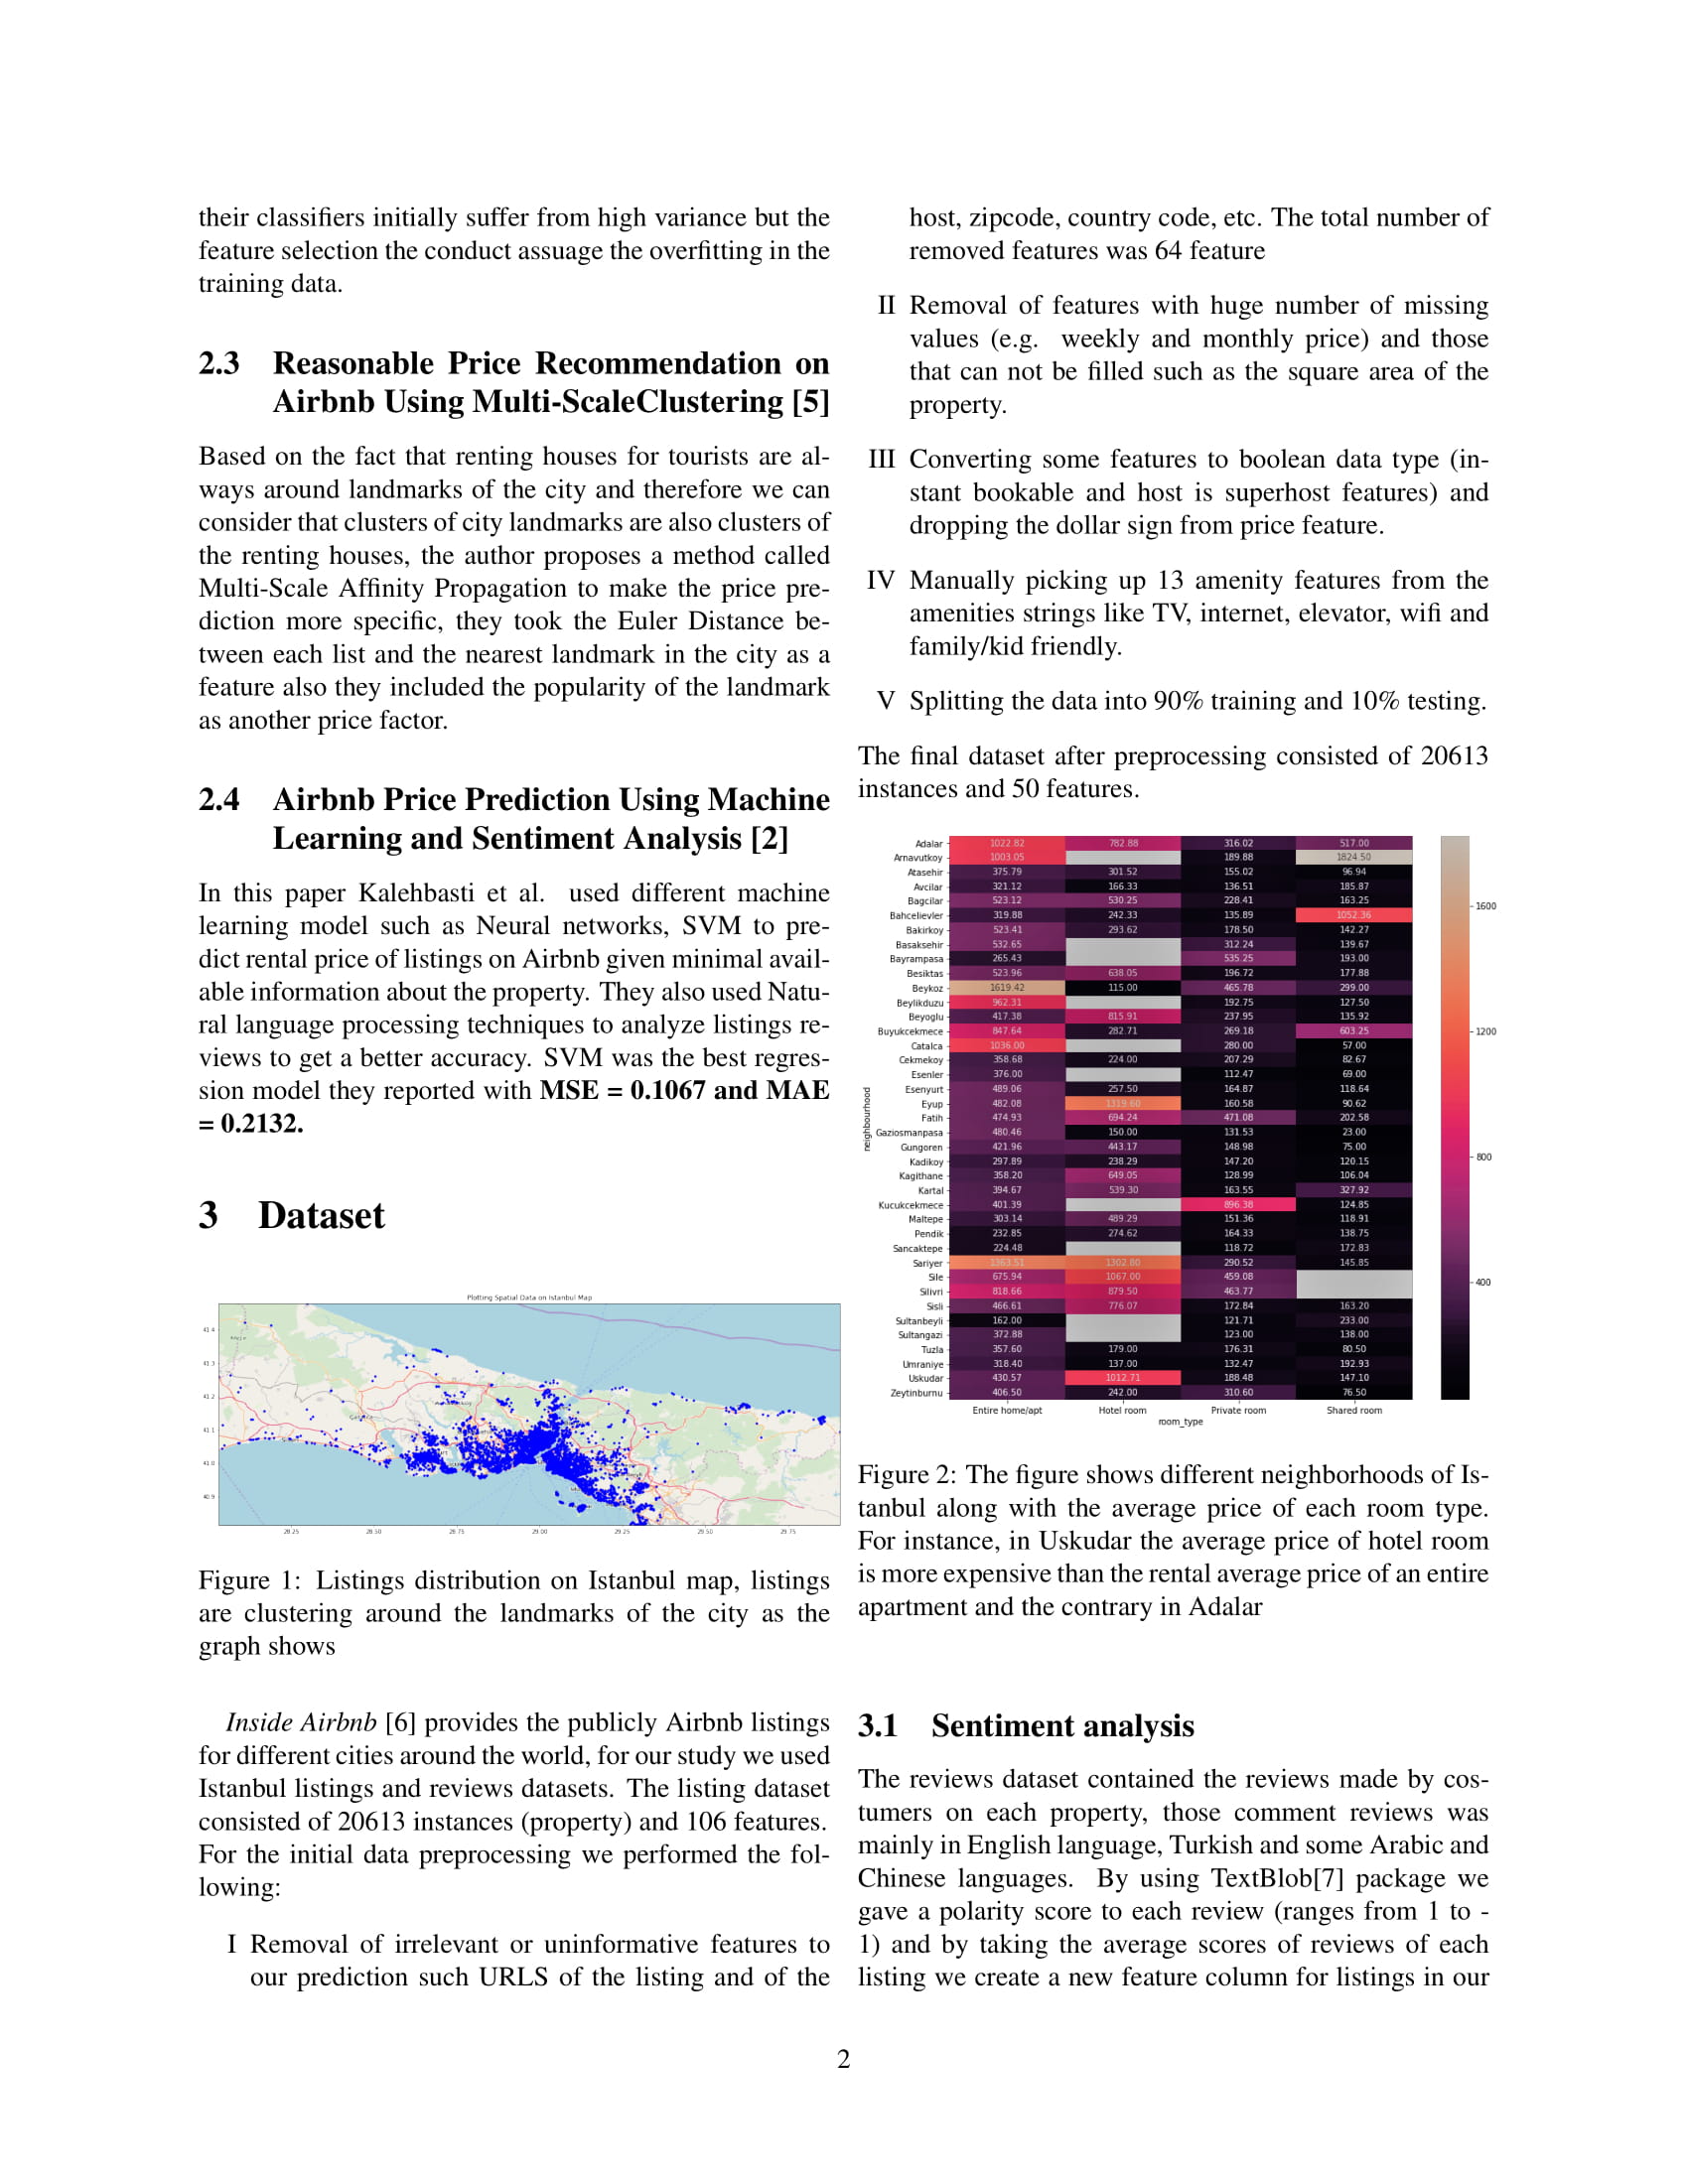 their classifiers initially suffer from high variance but the
feature selection the conduct assuage the overfitting in the
training data.
2.3 Reasonable Price Recommendation on
Airbnb Using Multi-ScaleClustering [5]
Based on the fact that renting houses for tourists are al-
ways around landmarks of the city and therefore we can
consider that clusters of city landmarks are also clusters of
the renting houses, the author proposes a method called
Multi-Scale Affinity Propagation to make the price pre-
diction more specific, they took the Euler Distance be-
tween each list and the nearest landmark in the city as a
feature also they included the popularity of the landmark
as another price factor.
2.4 Airbnb Price Prediction Using Machine
Learning and Sentiment Analysis [2]
In this paper Kalehbasti et al. used different machine
learning model such as Neural networks, SVM to pre-
dict rental price of listings on Airbnb given minimal avail-
able information about the property. They also used Natu-
ral language processing techniques to analyze listings re-
views to get a better accuracy. SVM was the best regres-
sion model they reported with MSE = 0.1067 and MAE
= 0.2132.
3 Dataset
Plotting Spatial Data on Istanbul Map
41.4
41.3
41.2
41.1
41.0
40.9
28.25 28.50 28.75 29.00 29.25 29.50 29.75
Figure 1: Listings distribution on Istanbul map, listings
are clustering around the landmarks of the city as the
graph shows
Inside Airbnb [6] provides the publicly Airbnb listings
for different cities around the world, for our study we used
Istanbul listings and reviews datasets. The listing dataset
consisted of 20613 instances (property) and 106 features.
For the initial data preprocessing we performed the fol-
lowing:
I Removal of irrelevant or uninformative features to
our prediction such URLS of the listing and of the
host, zipcode, country code, etc. The total number of
removed features was 64 feature
II Removal of features with huge number of missing
values (e.g. weekly and monthly price) and those
that can not be filled such as the square area of the
property.
III Converting some features to boolean data type (in-
stant bookable and host is superhost features) and
dropping the dollar sign from price feature.
IV Manually picking up 13 amenity features from the
amenities strings like TV, internet, elevator, wifi and
family/kid friendly.
V Splitting the data into 90% training and 10% testing.
The final dataset after preprocessing consisted of 20613
instances and 50 features.
Adalar 1022.82 782.88 316.02 517.00
Arnavutkoy 1003.05 189.88 1824.50
Atasehir 375.79 301.52 155.02 96.94
Avcilar 321.12 166.33 136.51 185.87
Bagcilar 523.12 530.25 228.41 163.25
Bahcelievler 319.88 242.33 135.89 1052.36
Bakirkoy 523.41 293.62 178.50 142.27
Basaksehir 532.65 312.24 139.67
Bayrampasa 265.43 535.25 193.00
Besiktas 523.96 638.05 196.72 177.88
Beykoz 1619.42 115.00 465.78 299.00
Beylikduzu 962.31 192.75 127.50
Beyoglu 417.38 815.91 237.95 135.92
Buyukcekmece 847.64 282.71 269.18 603.25
Catalca 1036.00 280.00 57.00
Cekmekoy 358.68 224.00 207.29 82.67
Esenler 376.00 112.47 69.00
Esenyurt 489.06 257.50 164.87 118.64
Eyup 482.08 1319.60 160.58 90.62
Fatih 474.93 694.24 471.08 202.58
Gaziosmanpasa 480.46 150.00 131.53 23.00
Gungoren 421.96 443.17 148.98 75.00
Kadikoy 297.89 238.29 147.20 120.15
Kagithane 358.20 649.05 128.99 106.04
Kartal 394.67 539.30 163.55 327.92
Kucukcekmece 401.39 896.38 124.85
Maltepe 303.14 489.29 151.36 118.91
Pendik 232.85 274.62 164.33 138.75
Sancaktepe 224.48 118.72 172.83
Sariyer 1363.51 1302.80 290.52 145.85
Sile 675.94 1067.00 459.08
Silivri 818.66 879.50 463.77
Sisli 466.61 776.07 172.84 163.20
Sultanbeyli 162.00 121.71 233.00
Sultangazi 372.88 123.00 138.00
Tuzla 357.60 179.00 176.31 80.50
Umraniye 318.40 137.00 132.47 192.93
Uskudar 430.57 1012.71 188.48 147.10
Zeytinburnu 406.50 242.00 310.60 76.50
Entire home/apt Hotel room Private room Shared room
room_type
neighbourhood
1600
1200
800
400
Figure 2: The figure shows different neighborhoods of Is-
tanbul along with the average price of each room type.
For instance, in Uskudar the average price of hotel room
is more expensive than the rental average price of an entire
apartment and the contrary in Adalar
3.1 Sentiment analysis
The reviews dataset contained the reviews made by cos-
tumers on each property, those comment reviews was
mainly in English language, Turkish and some Arabic and
Chinese languages. By using TextBlob[7] package we
gave a polarity score to each review (ranges from 1 to -
1) and by taking the average scores of reviews of each
listing we create a new feature column for listings in our
2